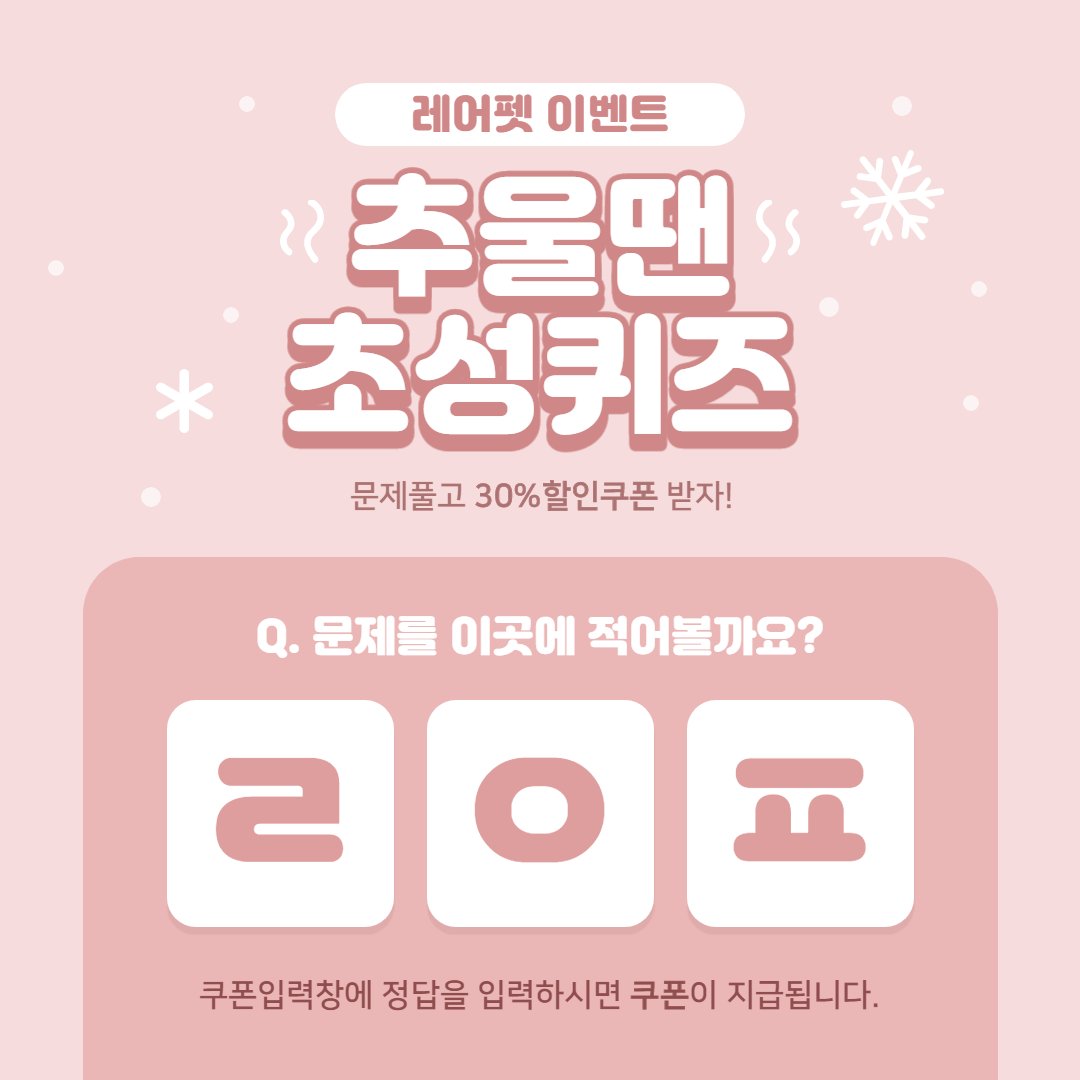 레어펫 이벤트
추울땐
초성퀴즈
문제풀고 30%할인쿠폰 받자!
Q. 문제를 이곳에 적어볼까요?
ㄹ ㅇ ㅍ
쿠폰입력창에 정답을 입력하시면 쿠폰이 지급됩니다.